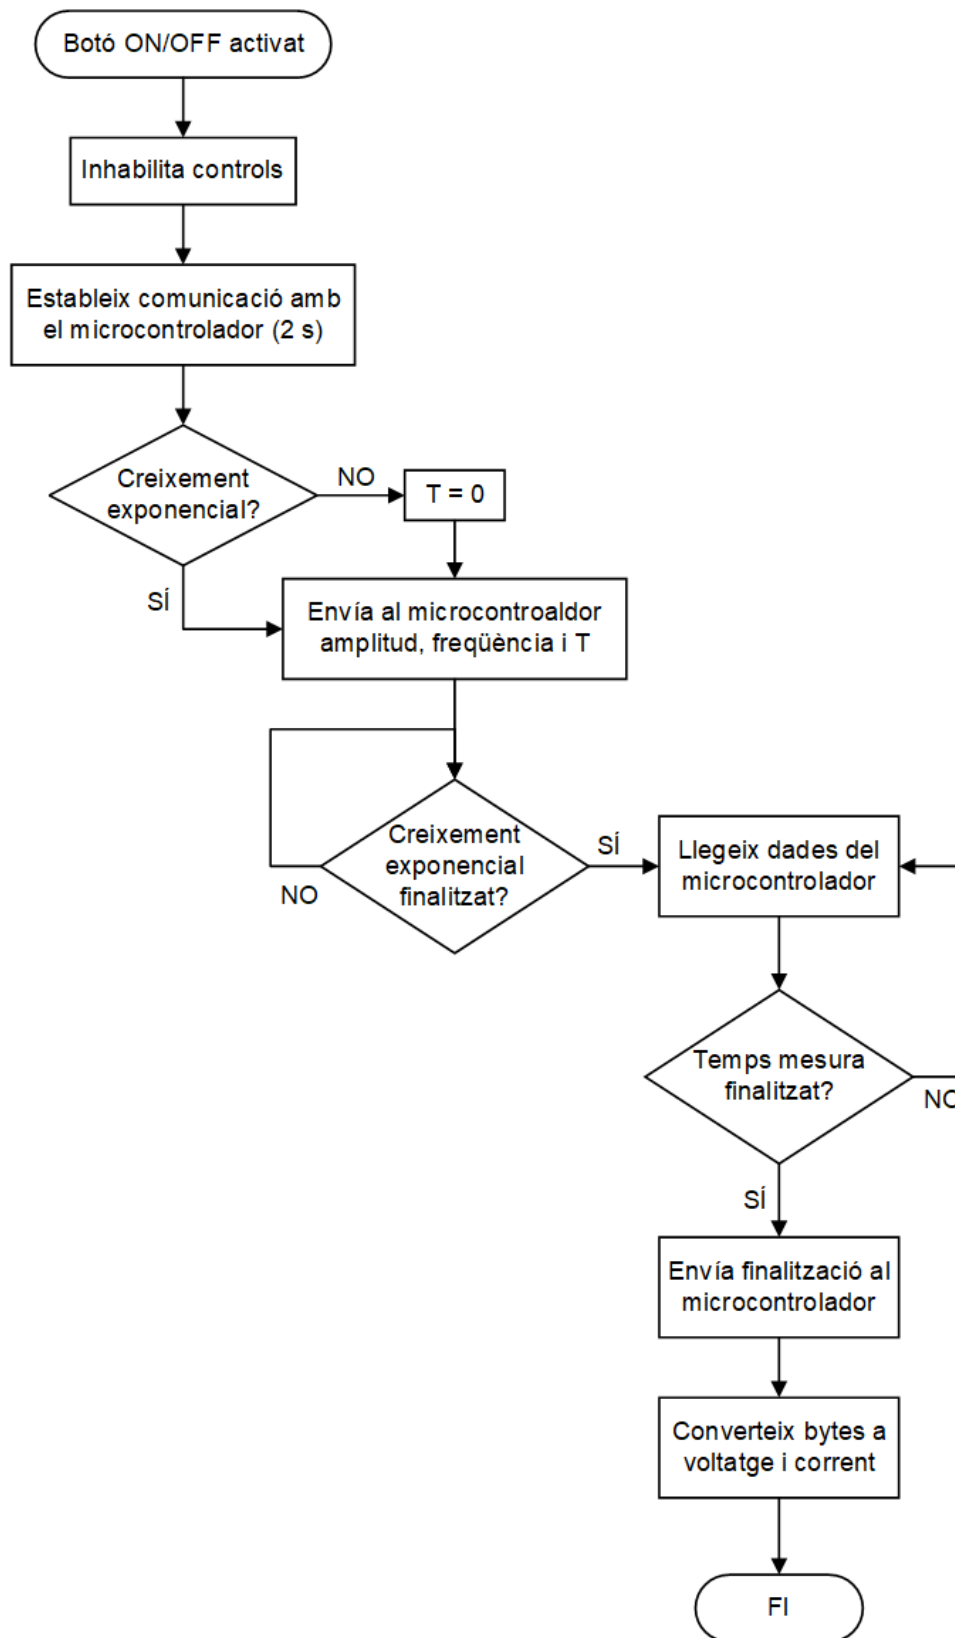 Botó ON/OFF activat
Inhabilita controls
Estableix comunicació amb
el microcontrolador (2 s)
Creixement
exponencial?
NO
T = 0
SÍ
Envía al microcontroaldor
amplitud, freqüència i T
Creixement
exponencial
finalitzat?
NO
SÍ
Llegeix dades del
microcontrolador
Temps mesura
finalitzat?
NO
SÍ
Envía finalització al
microcontrolador
Converteix bytes a
voltatge i corrent
FI